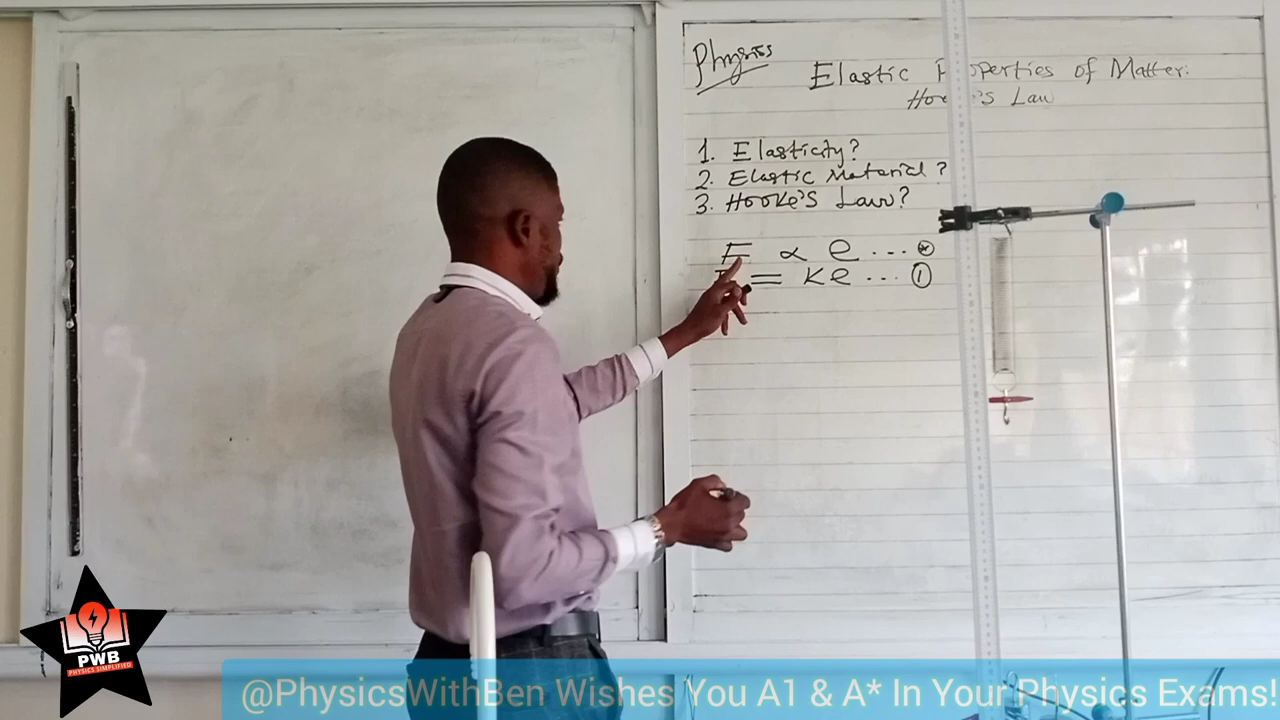 Physics
Elastic Properties of Matter:
Hooke's Law
1. Elasticity?
2. Elastic Material?
3. Hooke's Law?
F ∝ e ....
= Ke ... ①
PWB
PHYSICS SIMPLIFIED
@PhysicsWithBen Wishes You A1 & A* In Your Physics Exams!